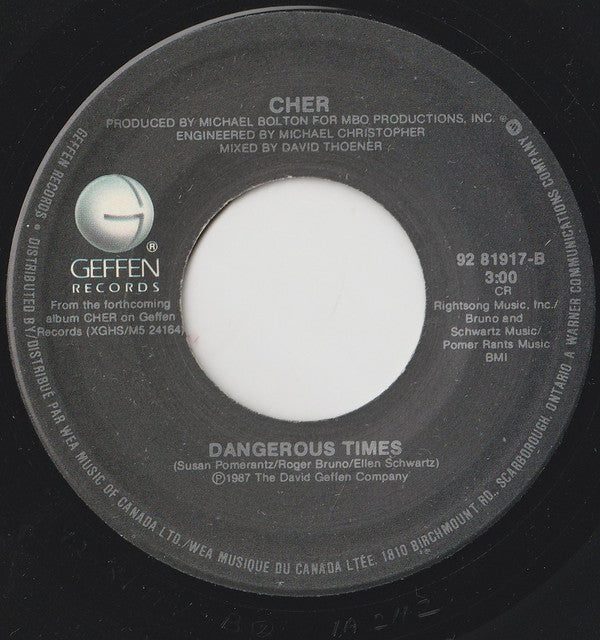 CHER
PRODUCED BY MICHAEL BOLTON FOR MBO PRODUCTIONS, INC.
ENGINEERED BY MICHAEL CHRISTOPHER
MIXED BY DAVID THOENER
G
®
GEFFEN
RECORDS
From the forthcoming
album CHER on Geffen
Records (XGHS/M5 24164)
92 81917-B
3:00
CR
Rightsong Music, Inc./
Bruno and
Schwartz Music/
Pomer Rants Music
BMI
DANGEROUS TIMES
(Susan Pomerantz/Roger Bruno/Ellen Schwartz)
Ⓟ1987 The David Geffen Company
GEFFEN RECORDS • DISTRIBUTED BY/DISTRIBUÉ PAR WEA MUSIC OF CANADA LTD./WEA MUSIQUE DU CANADA LTÉE. 1810 BIRCHMOUNT RD., SCARBOROUGH, ONTARIO A WARNER COMMUNICATIONS COMPANY.